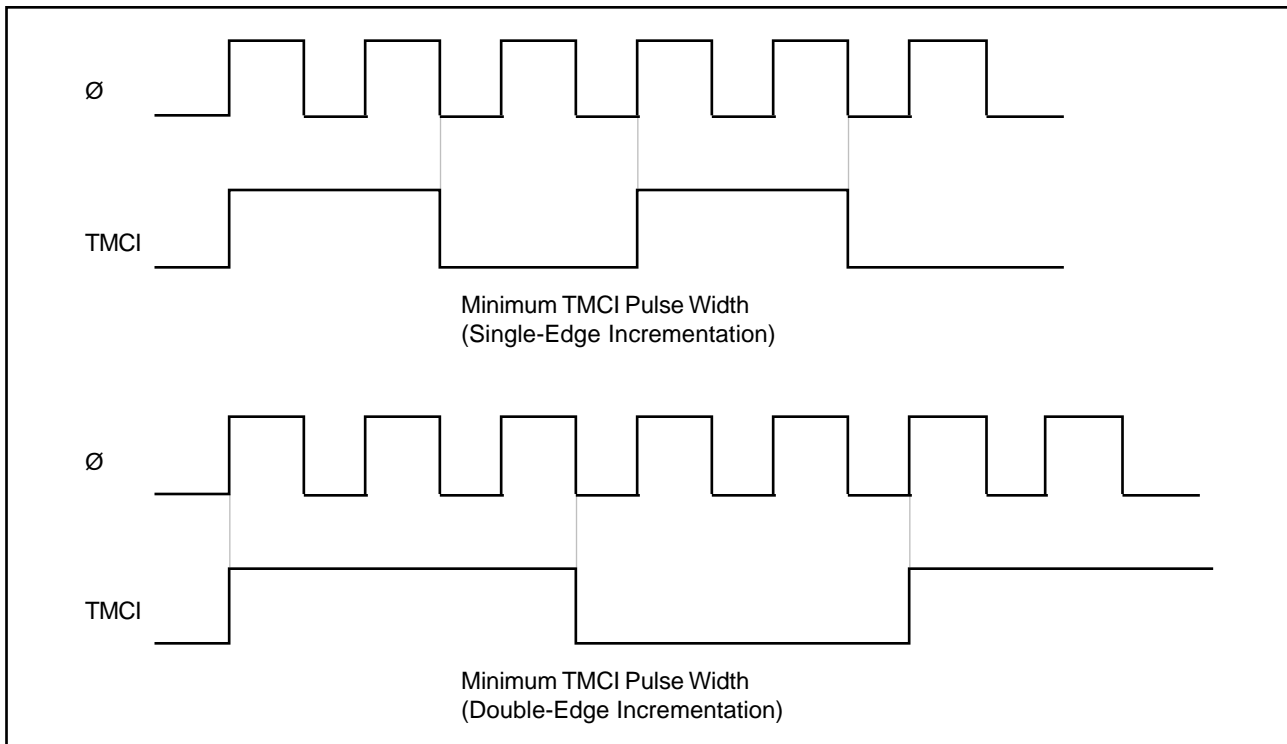 Ø
TMCI
Minimum TMCI Pulse Width
(Single-Edge Incrementation)
Ø
TMCI
Minimum TMCI Pulse Width
(Double-Edge Incrementation)